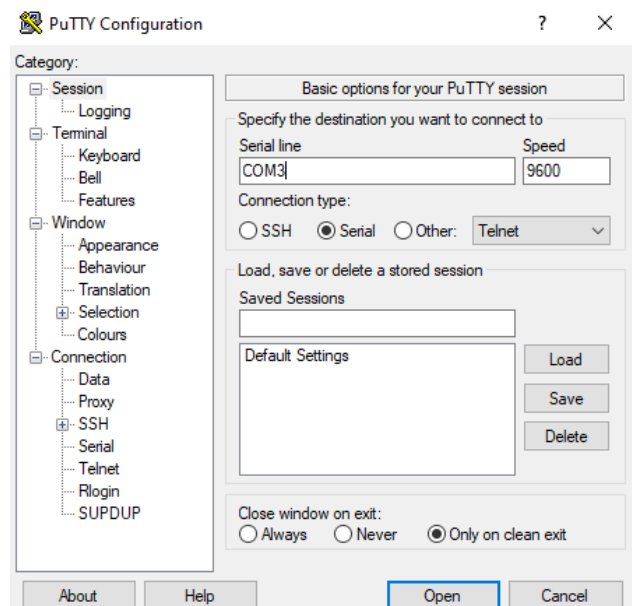 PuTTY Configuration ? ×
Category:
Session
Logging
Terminal
Keyboard
Bell
Features
Window
Appearance
Behaviour
Translation
Selection
Colours
Connection
Data
Proxy
SSH
Serial
Telnet
Rlogin
SUPDUP
Basic options for your PuTTY session
Specify the destination you want to connect to
Serial line Speed
COM3 9600
Connection type:
SSH Serial Other: Telnet
Load, save or delete a stored session
Saved Sessions
Default Settings
Load
Save
Delete
Close window on exit:
Always Never Only on clean exit
About Help Open Cancel